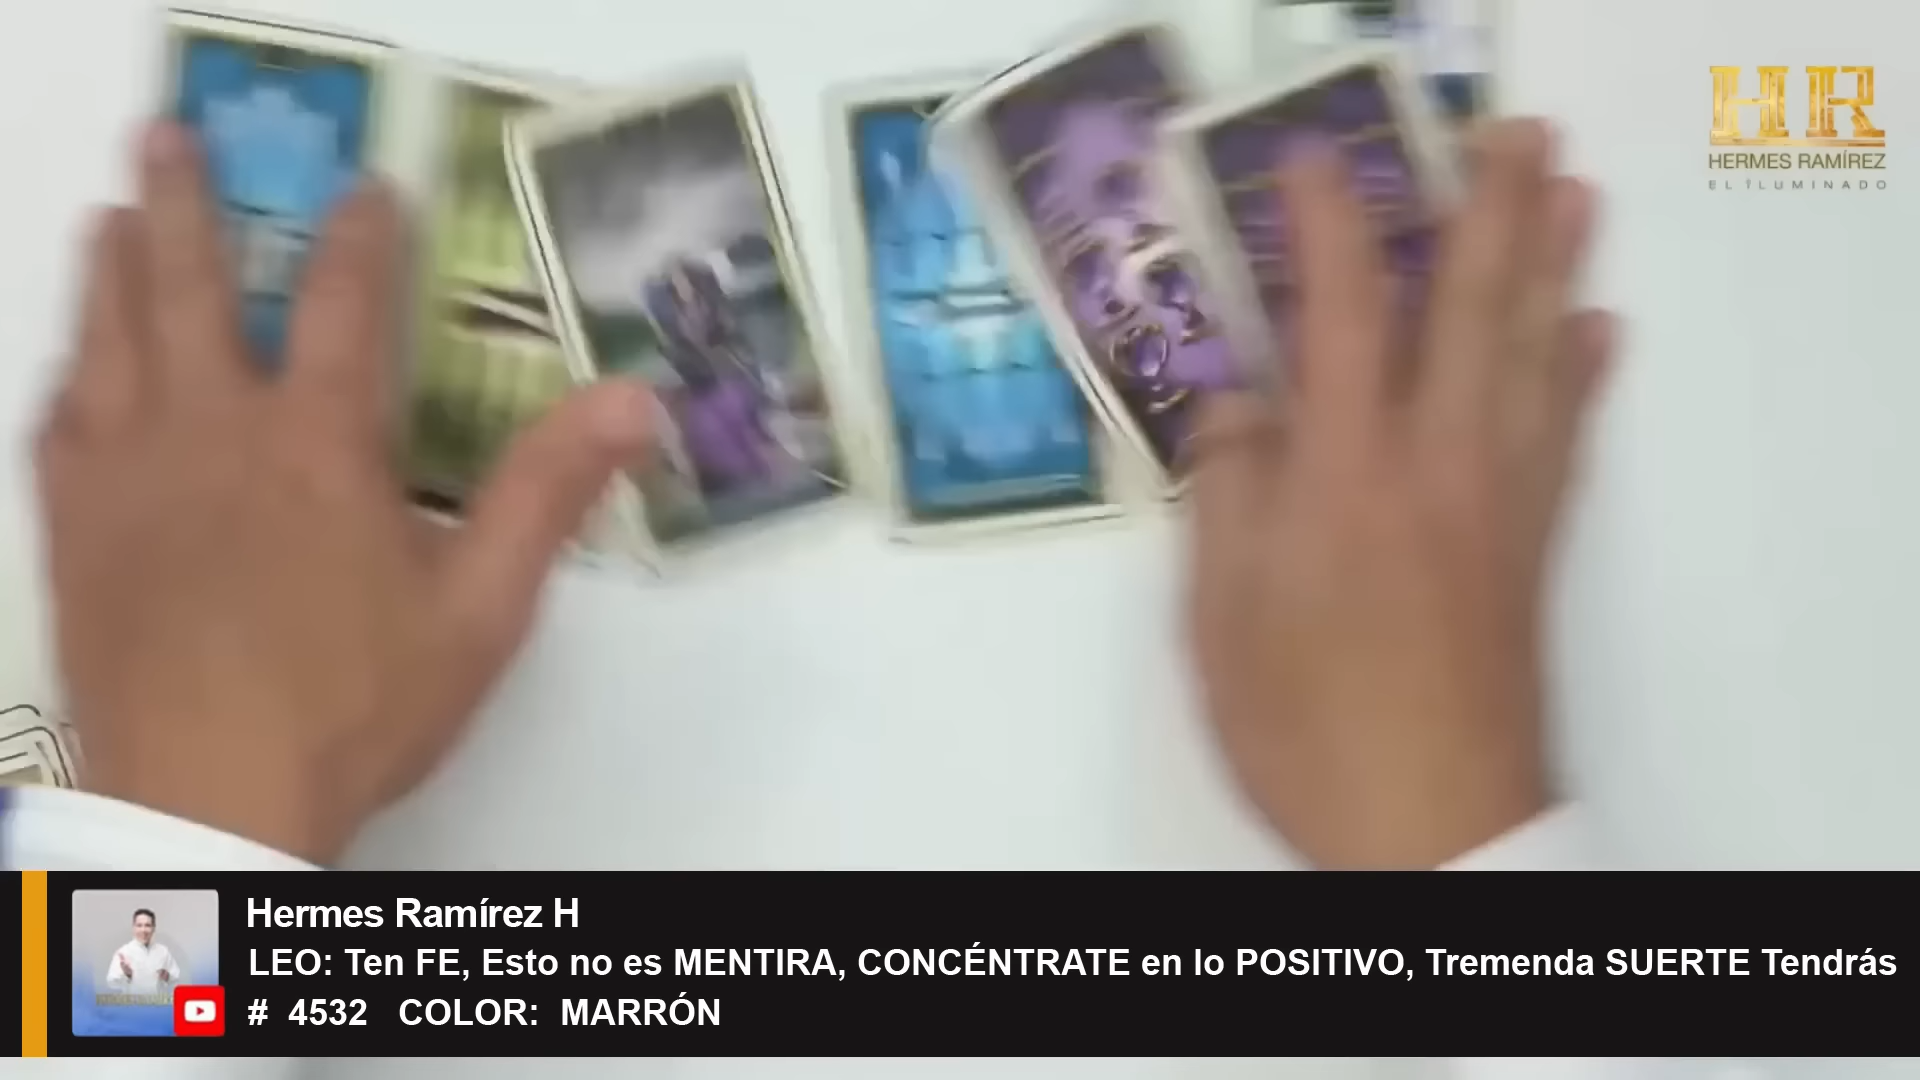 HR
HERMES RAMÍREZ
EL ILUMINADO
Hermes Ramírez H
LEO: Ten FE, Esto no es MENTIRA, CONCÉNTRATE en lo POSITIVO, Tremenda SUERTE Tendrás
# 4532 COLOR: MARRÓN